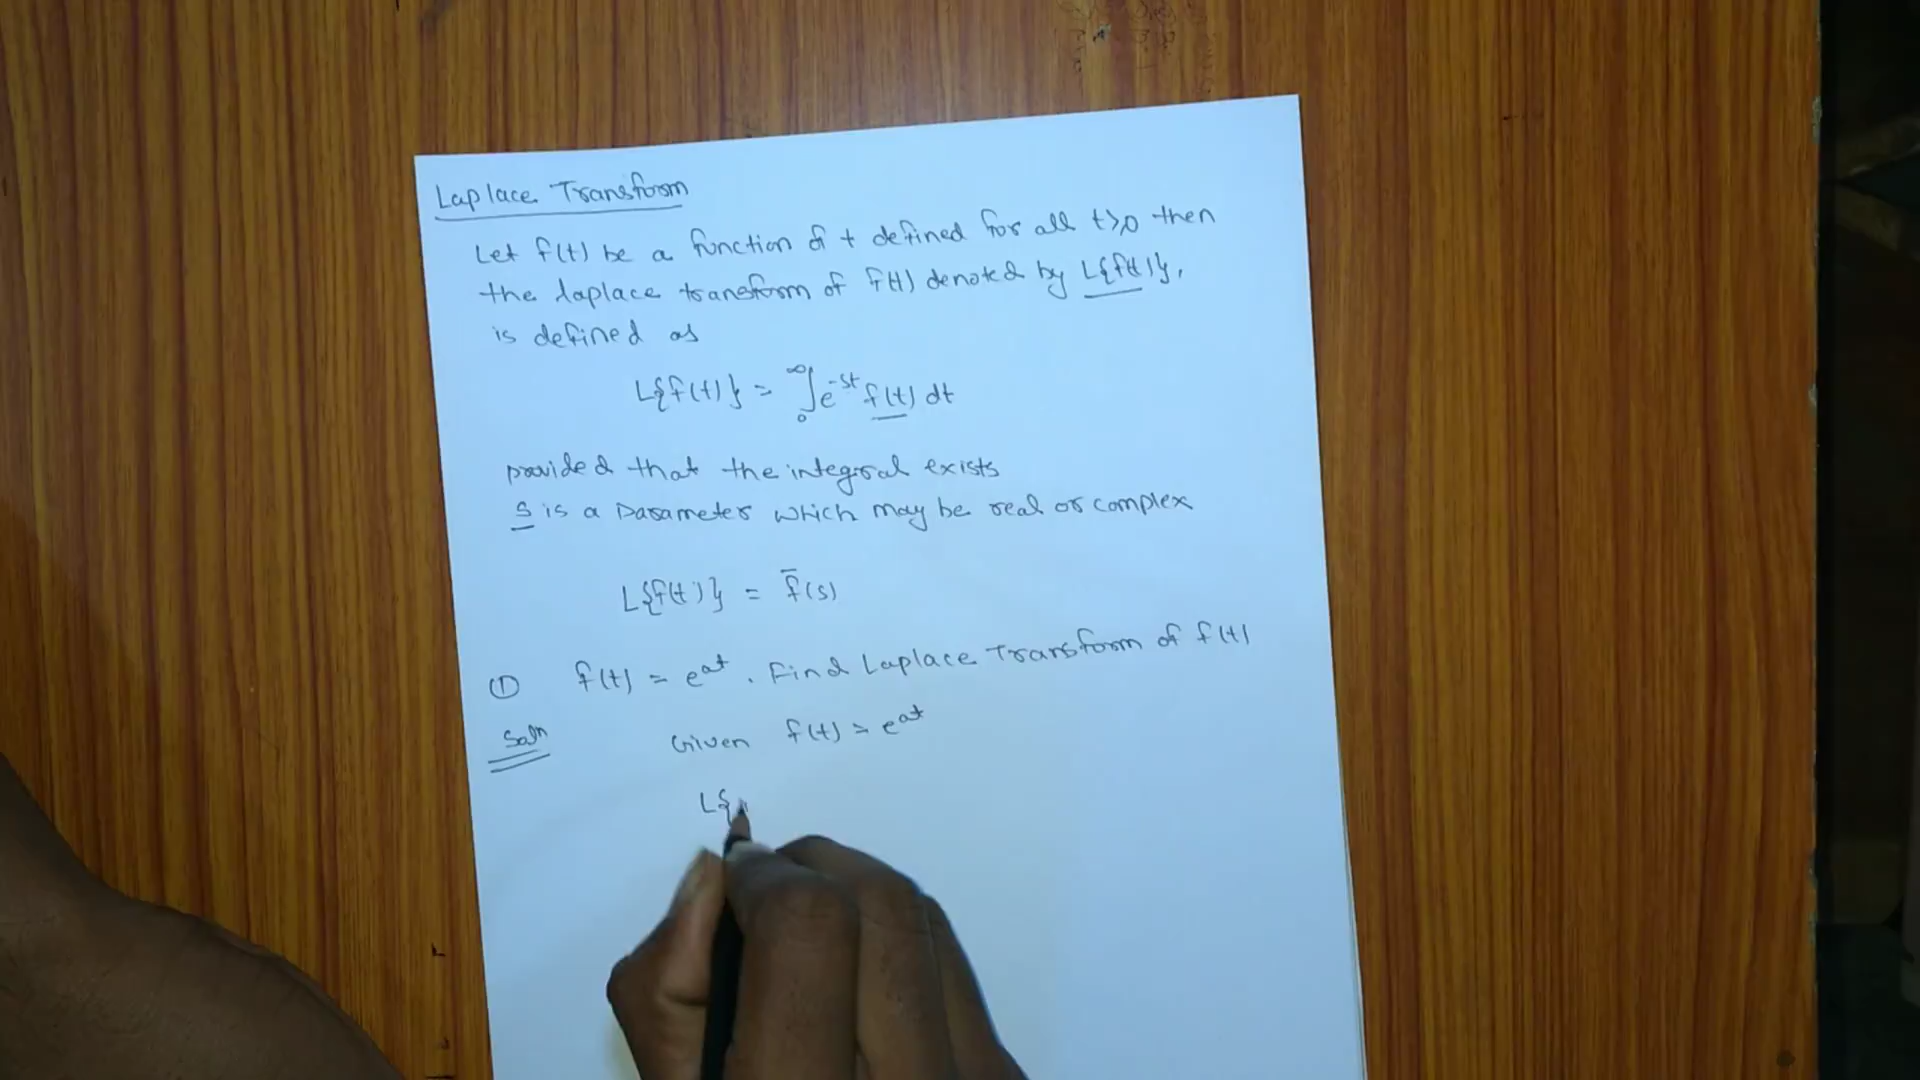 Laplace Transform
Let f(t) be a function of t defined for all t>0 then
the laplace transform of f(t) denoted by L{f(t)},
is defined as
L{f(t)} = ∫₀^∞ e^{-st} f(t) dt
provided that the integral exists
s is a parameter which may be real or complex
L{f(t)} = f̄(s)
① f(t) = e^{at}. Find Laplace Transform of f(t)
Soln Given f(t) = e^{at}
L{